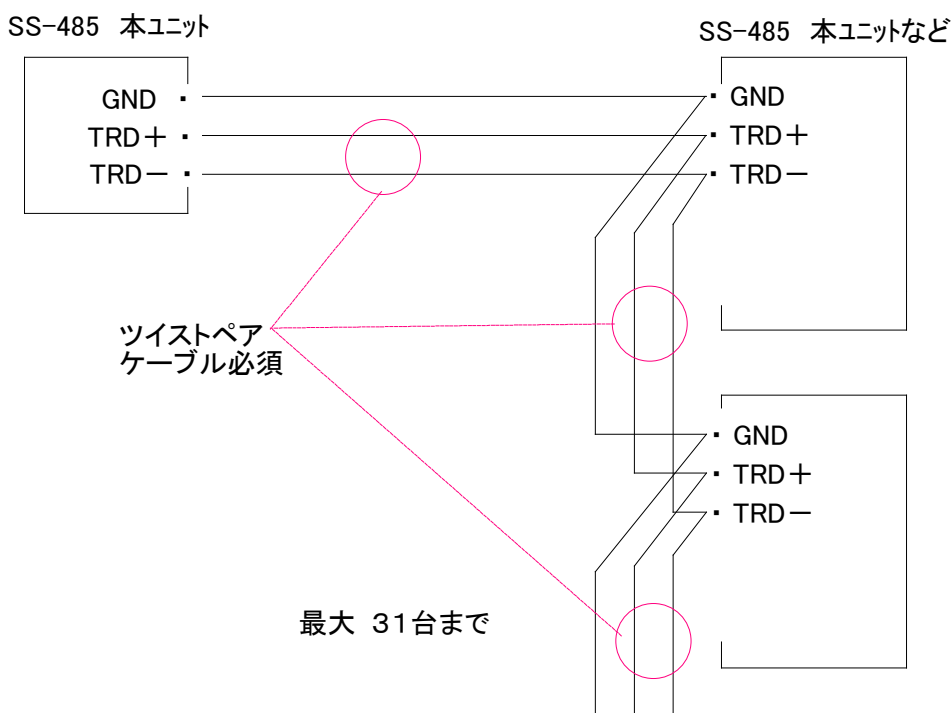 SS-485 本ユニット
SS-485 本ユニットなど
GND
TRD＋
TRD－
GND
TRD＋
TRD－
ツイストペア
ケーブル必須
GND
TRD＋
TRD－
最大 ３１台まで